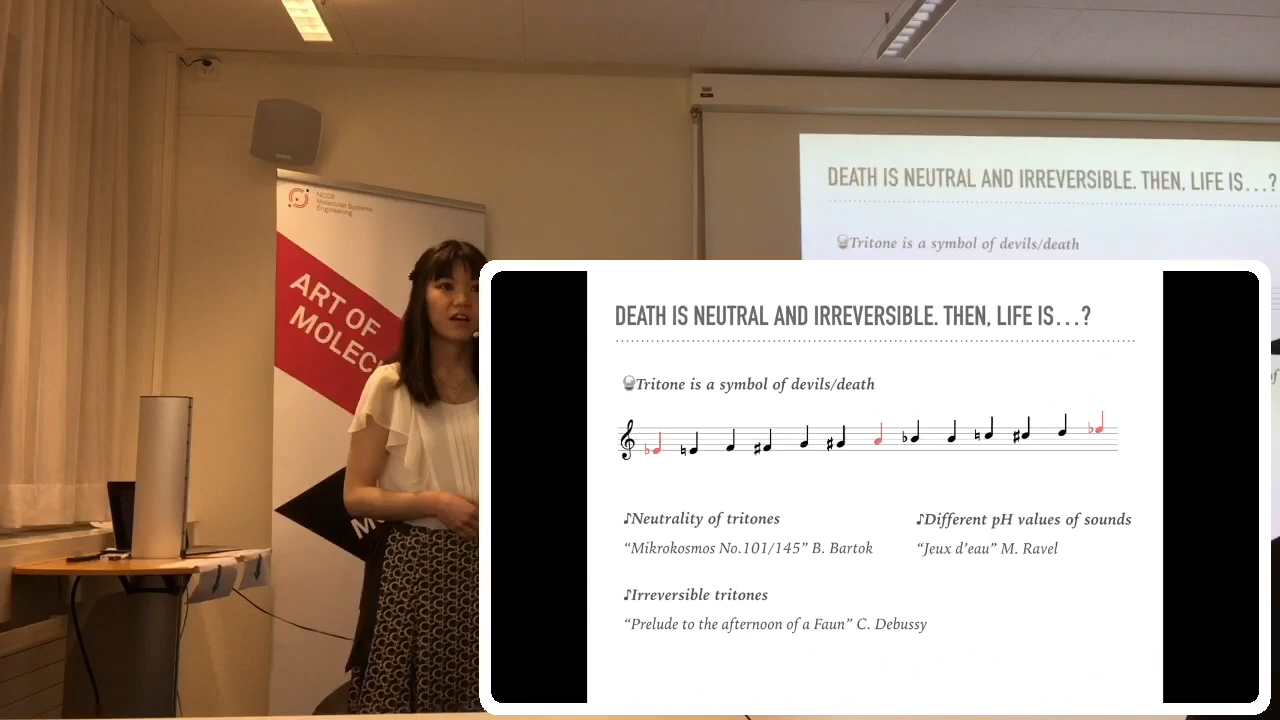 NCCR
Molecular Systems
Engineering
ART OF
MOLECU
DEATH IS NEUTRAL AND IRREVERSIBLE. THEN, LIFE IS...?
Tritone is a symbol of devils/death
DEATH IS NEUTRAL AND IRREVERSIBLE. THEN, LIFE IS...?
Tritone is a symbol of devils/death
♪Neutrality of tritones
“Mikrokosmos No.101/145” B. Bartok
♪Different pH values of sounds
“Jeux d’eau” M. Ravel
♪Irreversible tritones
“Prelude to the afternoon of a Faun” C. Debussy